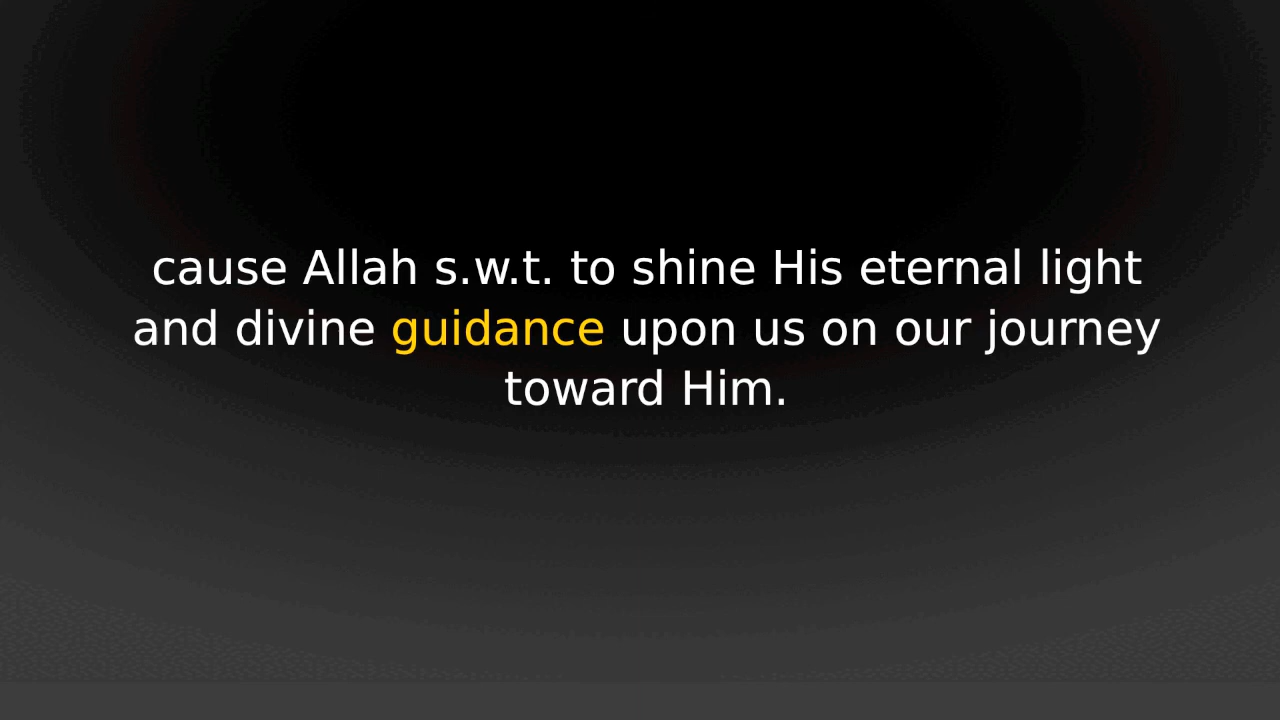 cause Allah s.w.t. to shine His eternal light
and divine guidance upon us on our journey
toward Him.